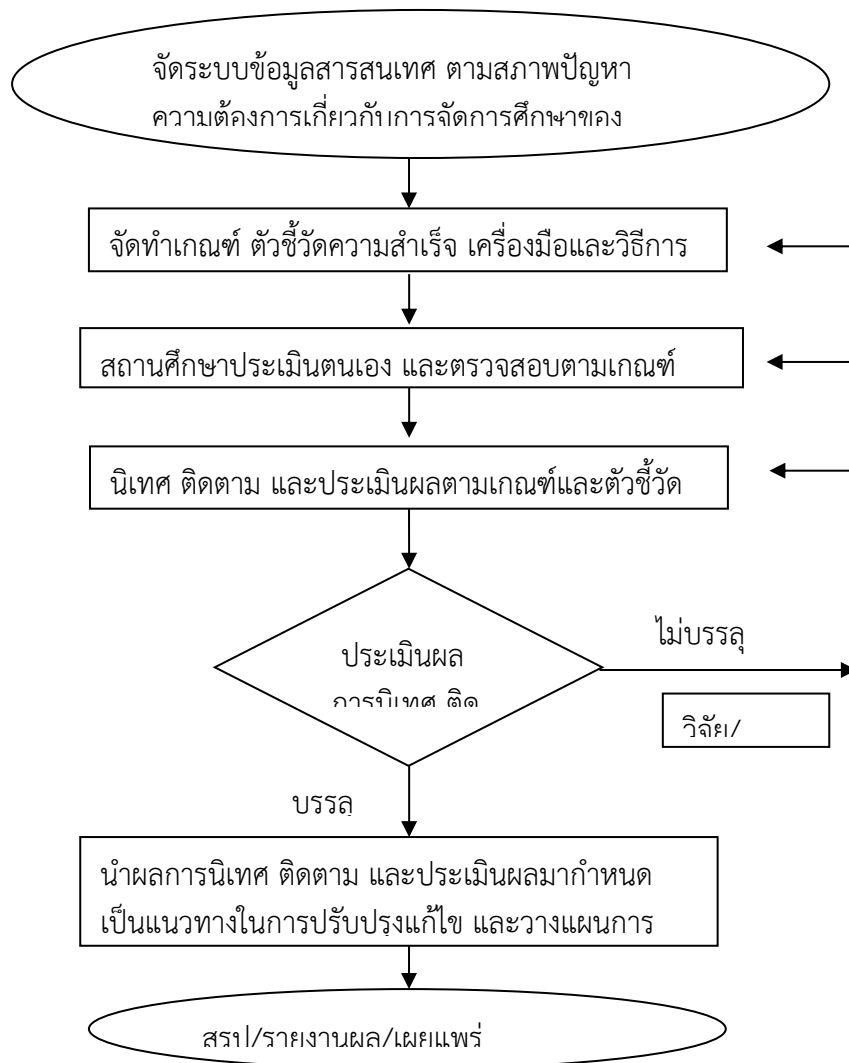 จัดระบบข้อมูลสารสนเทศ ตามสภาพปัญหา
ความต้องการเกี่ยวกับการจัดการศึกษาของ
จัดทำเกณฑ์ ตัวชี้วัดความสำเร็จ เครื่องมือและวิธีการ
สถานศึกษาประเมินตนเอง และตรวจสอบตามเกณฑ์
นิเทศ ติดตาม และประเมินผลตามเกณฑ์และตัวชี้วัด
ประเมินผล
การนิเทศ
ไม่บรรลุ
วิจัย/
บรรลุ
นำผลการนิเทศ ติดตาม และประเมินผลมากำหนด
เป็นแนวทางในการปรับปรุงแก้ไข และวางแผนการ
สรุป/รายงานผล/เผยแพร่